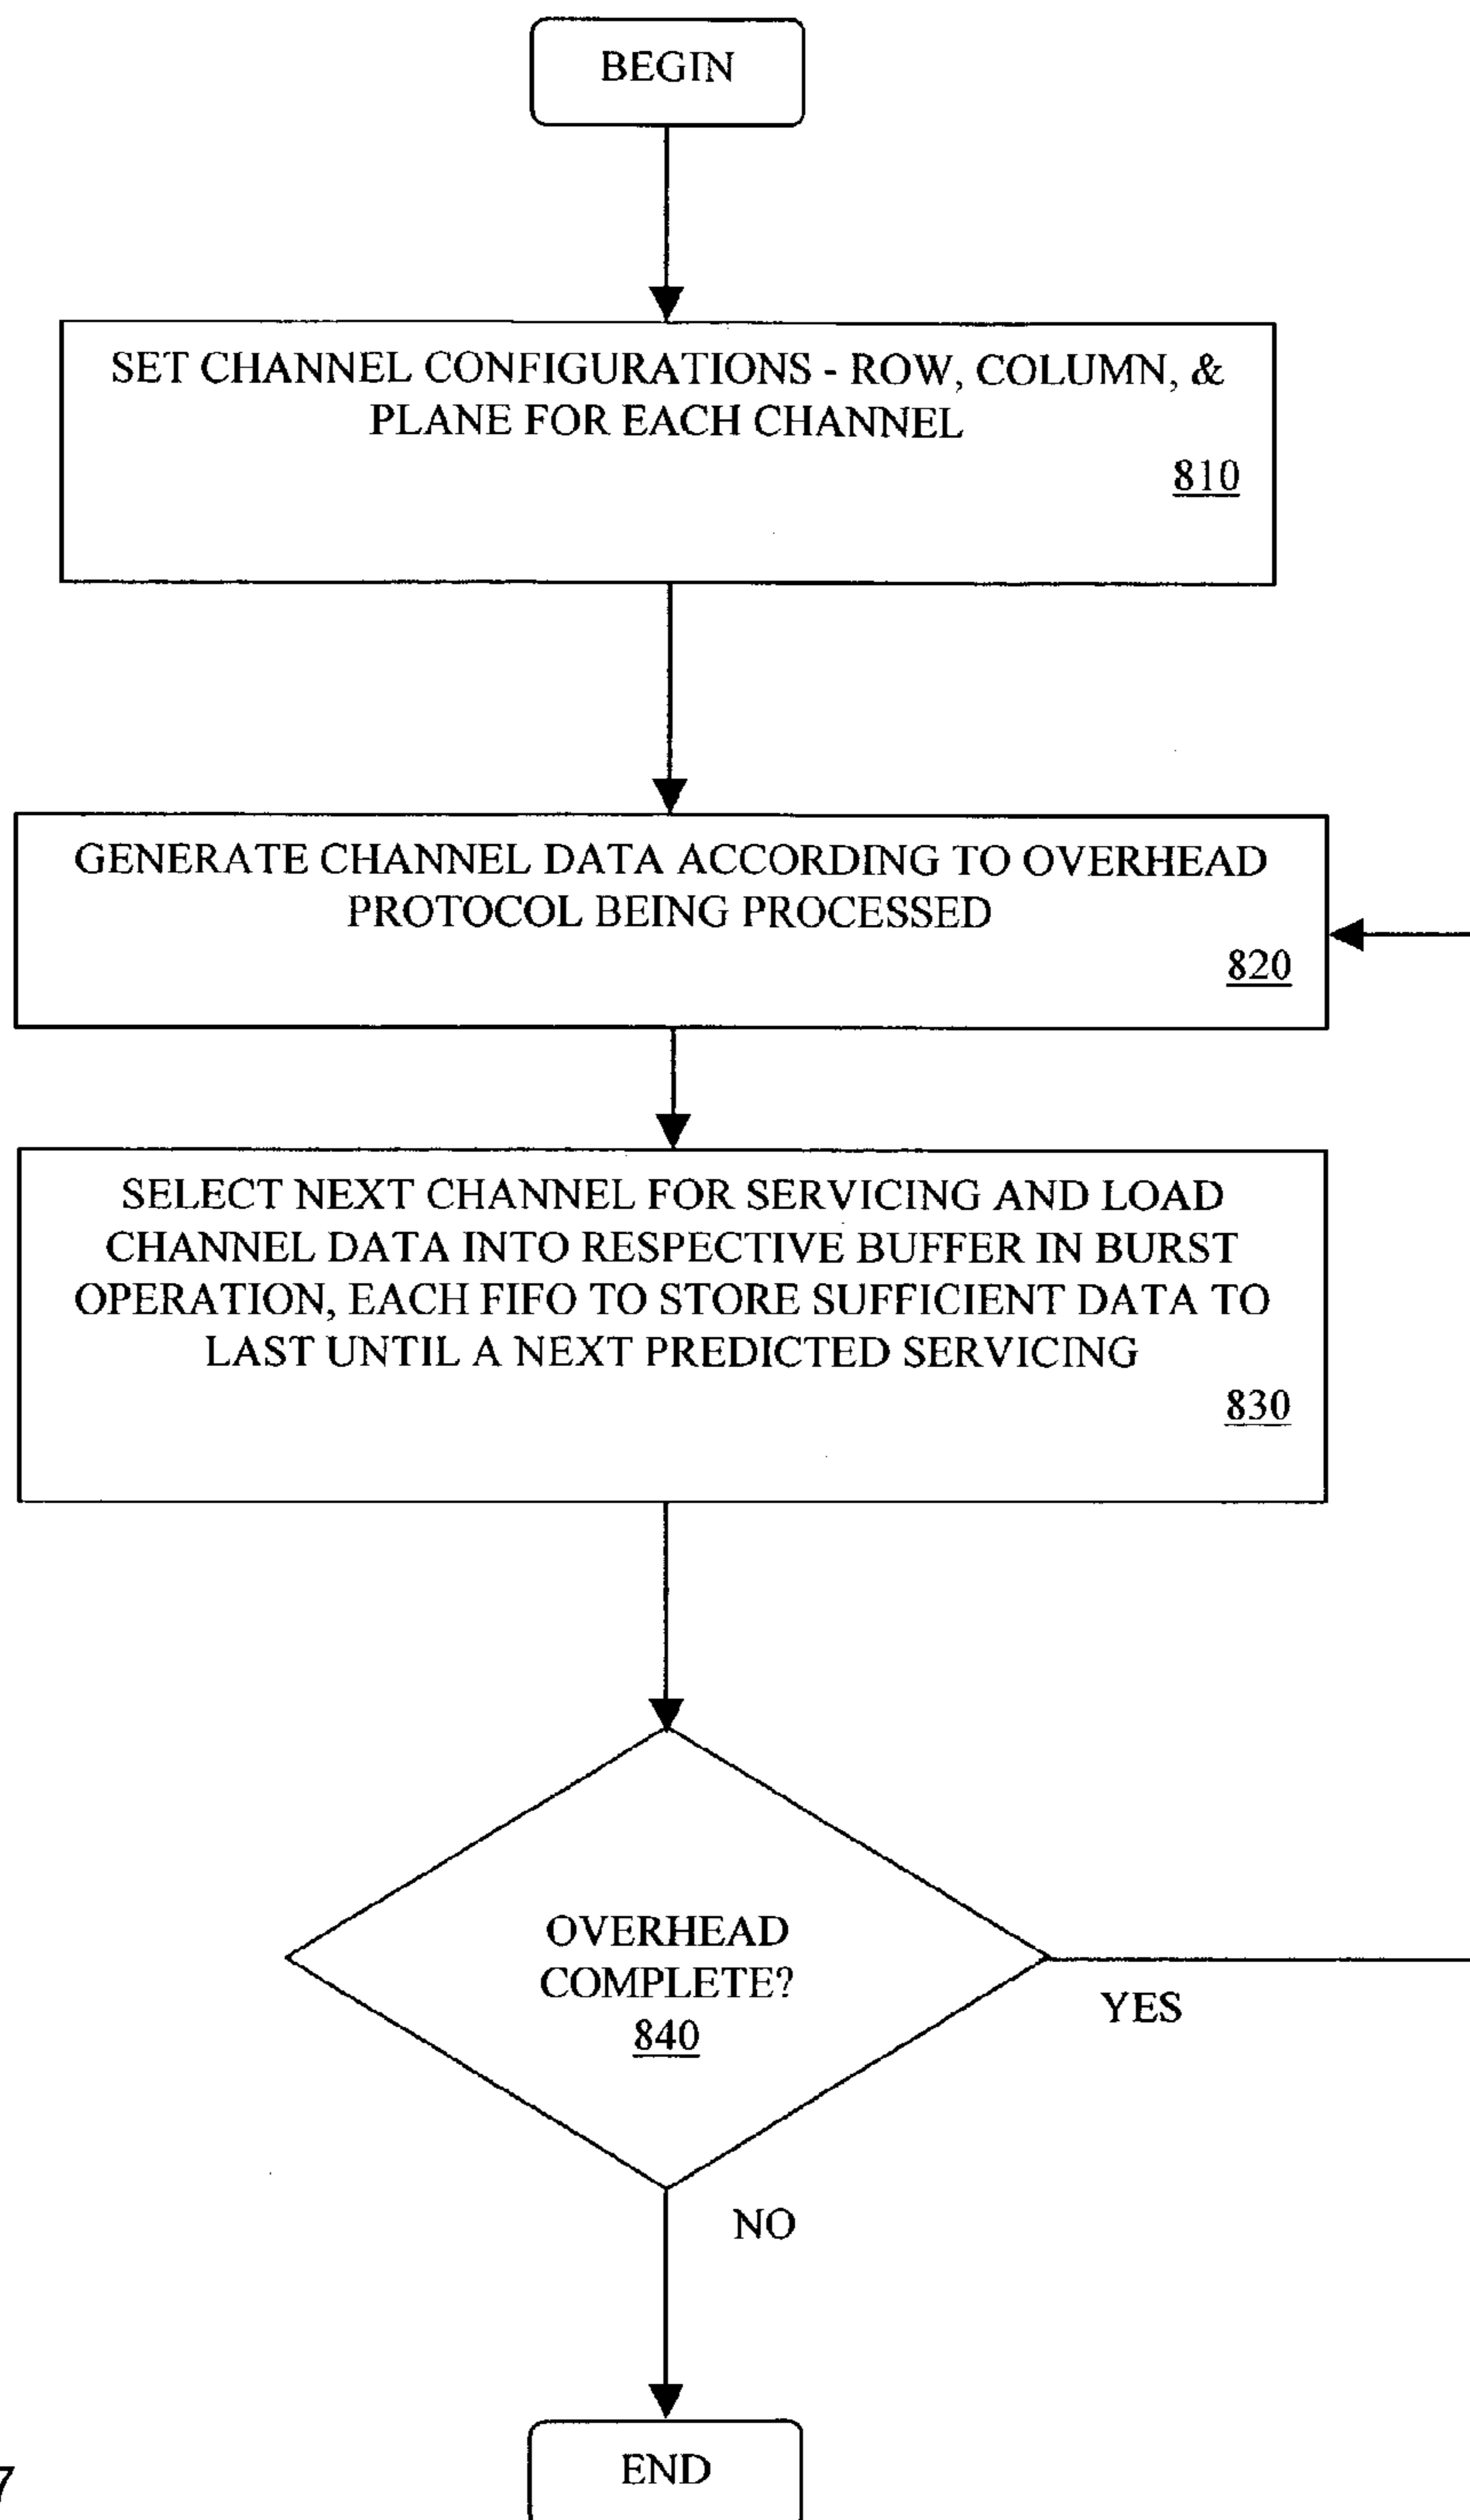 BEGIN
SET CHANNEL CONFIGURATIONS - ROW, COLUMN, &
PLANE FOR EACH CHANNEL
810
GENERATE CHANNEL DATA ACCORDING TO OVERHEAD
PROTOCOL BEING PROCESSED
820
SELECT NEXT CHANNEL FOR SERVICING AND LOAD
CHANNEL DATA INTO RESPECTIVE BUFFER IN BURST
OPERATION, EACH FIFO TO STORE SUFFICIENT DATA TO
LAST UNTIL A NEXT PREDICTED SERVICING
830
OVERHEAD
COMPLETE?
840
YES
NO
END
7